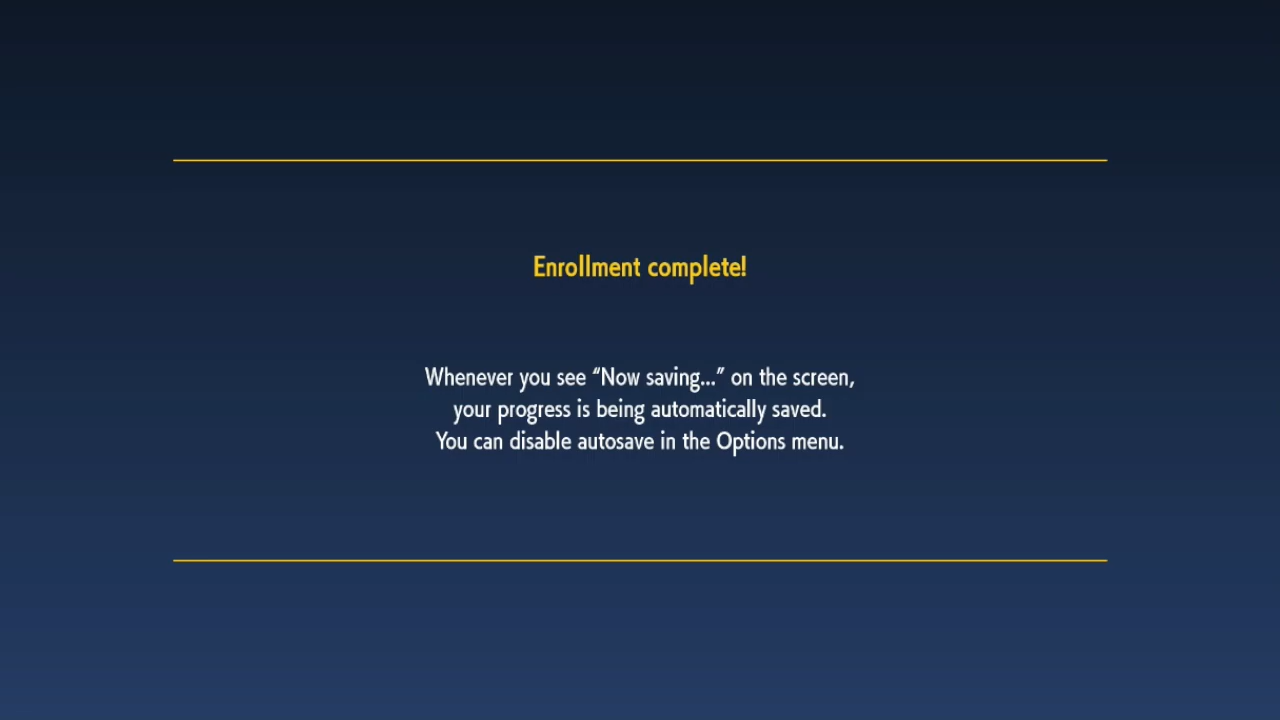 Enrollment complete!
Whenever you see “Now saving...” on the screen,
your progress is being automatically saved.
You can disable autosave in the Options menu.